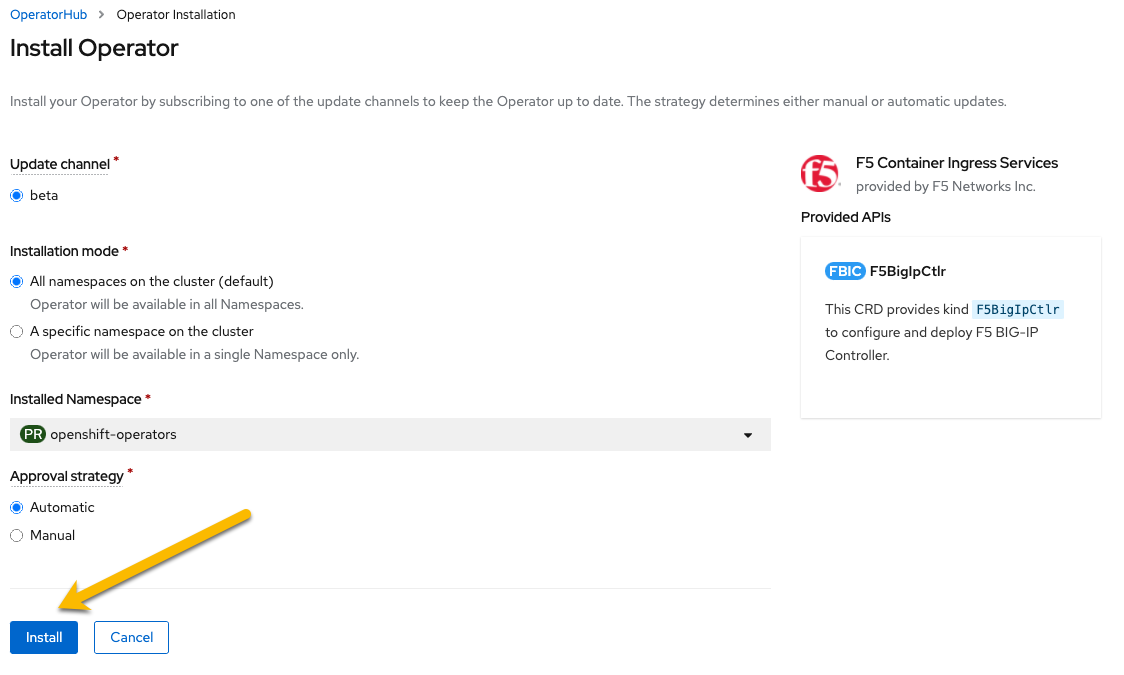 OperatorHub > Operator Installation
Install Operator
Install your Operator by subscribing to one of the update channels to keep the Operator up to date. The strategy determines either manual or automatic updates.
Update channel *
beta
Installation mode *
All namespaces on the cluster (default)
Operator will be available in all Namespaces.
A specific namespace on the cluster
Operator will be available in a single Namespace only.
Installed Namespace *
PR openshift-operators
Approval strategy *
Automatic
Manual
Install Cancel
f5
F5 Container Ingress Services
provided by F5 Networks Inc.
Provided APIs
FBIC F5BigIpCtlr
This CRD provides kind F5BigIpCtlr
to configure and deploy F5 BIG-IP
Controller.